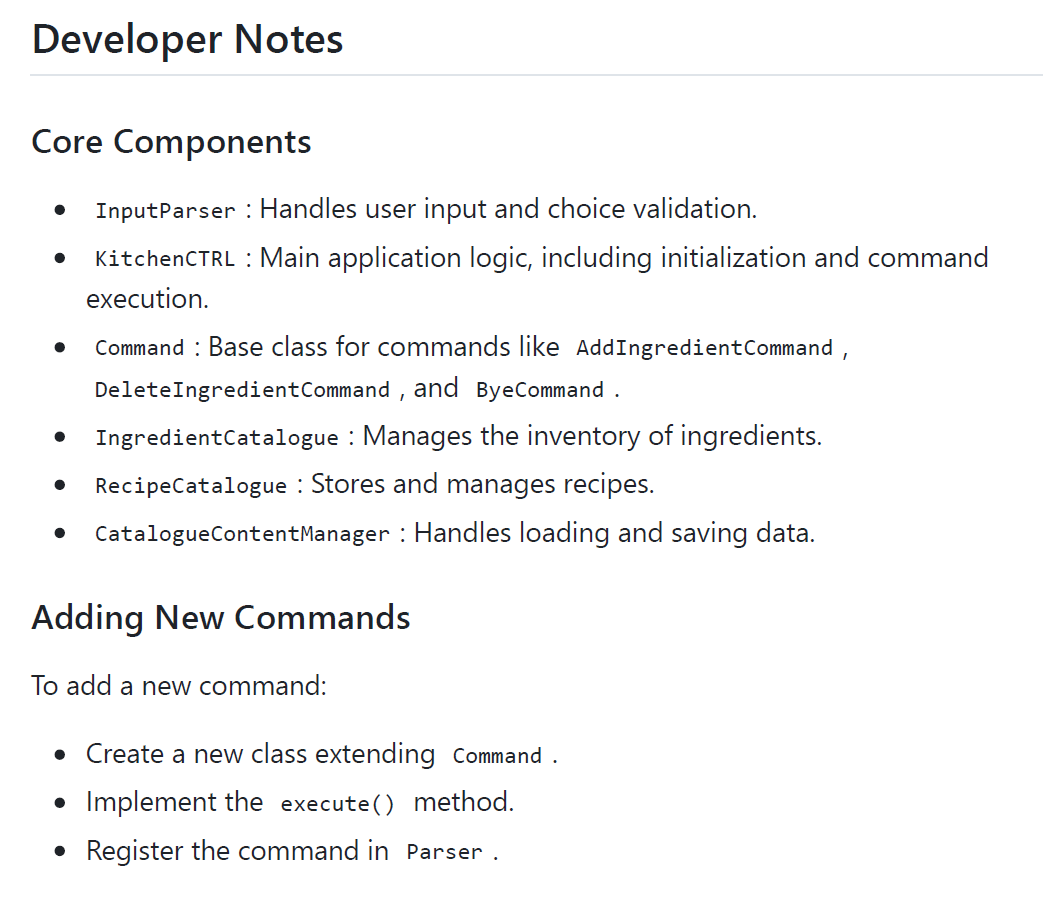 Developer Notes
Core Components
• InputParser : Handles user input and choice validation.
• KitchenCTRL : Main application logic, including initialization and command
execution.
• Command : Base class for commands like AddIngredientCommand ,
DeleteIngredientCommand , and ByeCommand .
• IngredientCatalogue : Manages the inventory of ingredients.
• RecipeCatalogue : Stores and manages recipes.
• CatalogueContentManager : Handles loading and saving data.
Adding New Commands
To add a new command:
• Create a new class extending Command .
• Implement the execute() method.
• Register the command in Parser .